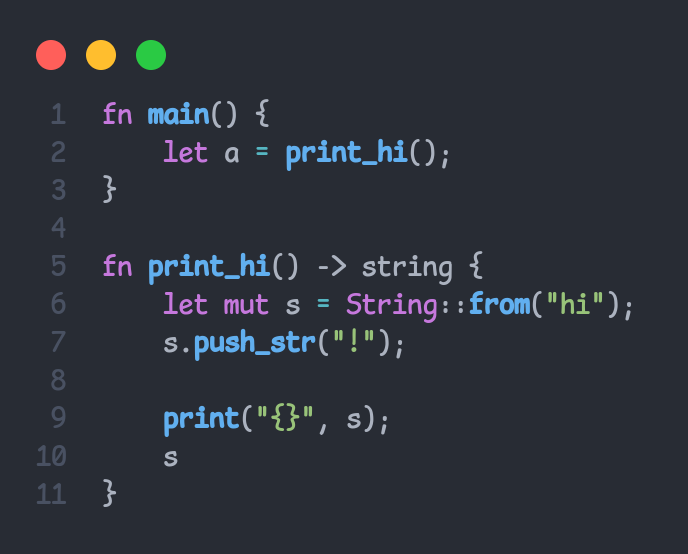 1 fn main() {
2     let a = print_hi();
3 }
4
5 fn print_hi() -> string {
6     let mut s = String::from("hi");
7     s.push_str("!");
8
9     print("{}", s);
10     s
11 }